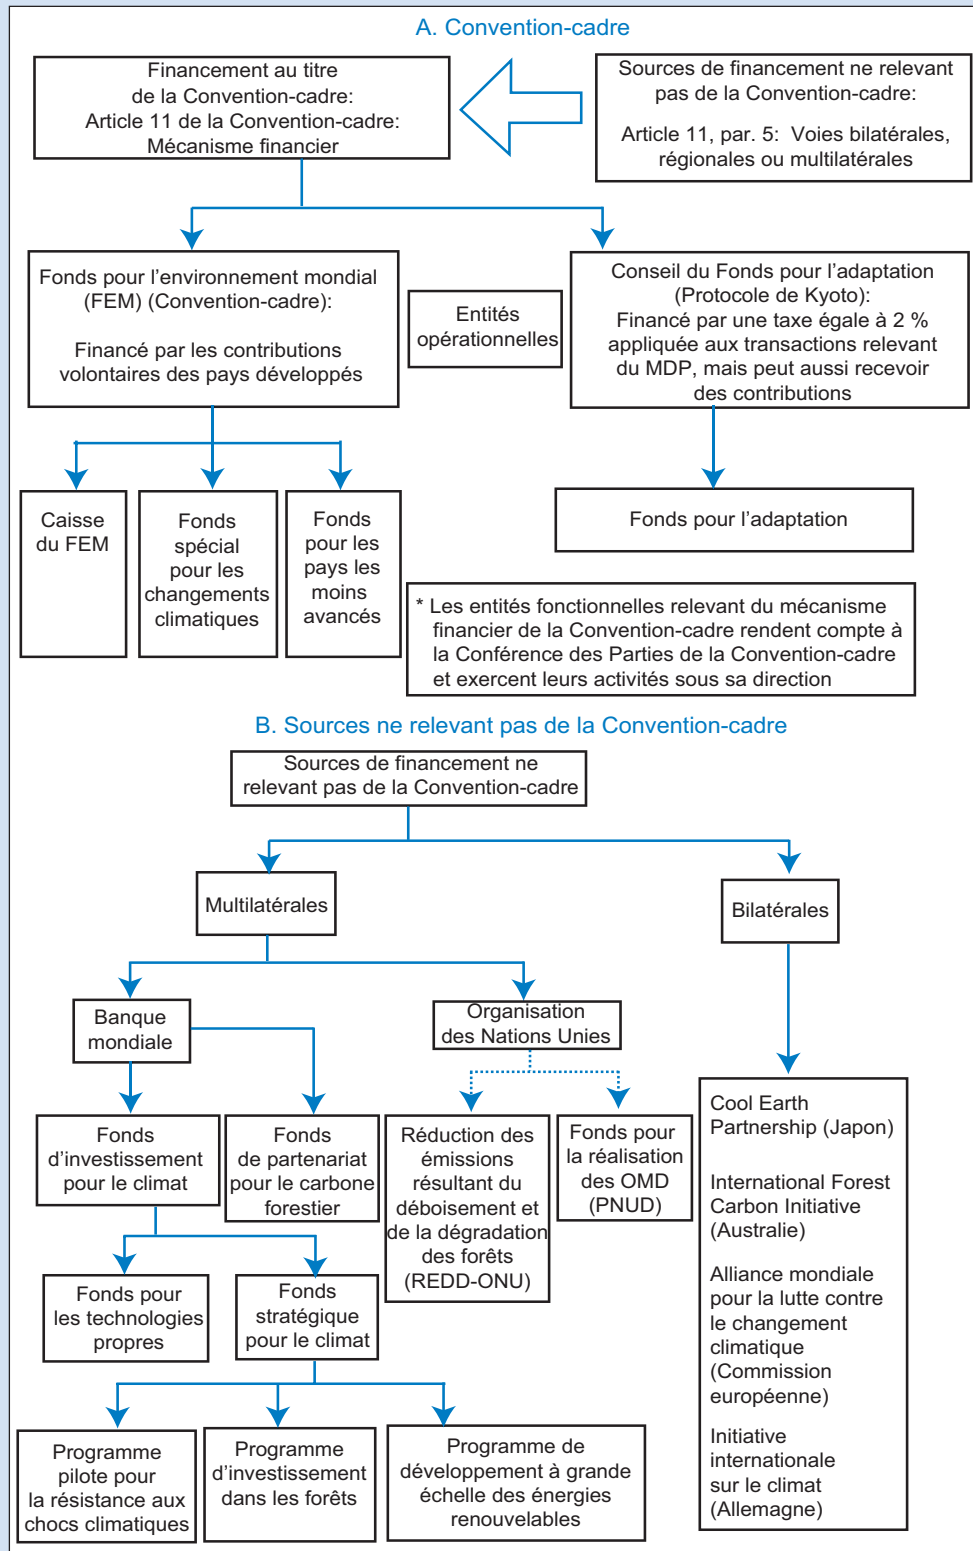 A. Convention-cadre
Financement au titre
de la Convention-cadre:
Article 11 de la Convention-cadre:
Mécanisme financier
Sources de financement ne relevant
pas de la Convention-cadre:
Article 11, par. 5: Voies bilatérales,
régionales ou multilatérales
Fonds pour l'environnement mondial
(FEM) (Convention-cadre):
Financé par les contributions
volontaires des pays développés
Entités
opérationnelles
Conseil du Fonds pour l'adaptation
(Protocole de Kyoto):
Financé par une taxe égale à 2 %
appliquée aux transactions relevant
du MDP, mais peut aussi recevoir
des contributions
Caisse
du FEM
Fonds
spécial
pour les
changements
climatiques
Fonds
pour les
pays les
moins
avancés
Fonds pour l'adaptation
* Les entités fonctionnelles relevant du mécanisme
financier de la Convention-cadre rendent compte à
la Conférence des Parties de la Convention-cadre
et exercent leurs activités sous sa direction
B. Sources ne relevant pas de la Convention-cadre
Sources de financement ne
relevant pas de la Convention-cadre
Multilatérales
Bilatérales
Banque
mondiale
Organisation
des Nations Unies
Fonds
d'investissement
pour le climat
Fonds
de partenariat
pour le carbone
forestier
Réduction des
émissions
résultant du
déboisement et
de la dégradation
des forêts
(REDD-ONU)
Fonds pour
la réalisation
des OMD
(PNUD)
Cool Earth
Partnership (Japon)
International Forest
Carbon Initiative
(Australie)
Alliance mondiale
pour la lutte contre
le changement
climatique
(Commission
européenne)
Initiative
internationale
sur le climat
(Allemagne)
Fonds pour
les technologies
propres
Fonds
stratégique
pour le climat
Programme
pilote pour
la résistance aux
chocs climatiques
Programme
d'investissement
dans les forêts
Programme de
développement à grande
échelle des énergies
renouvelables